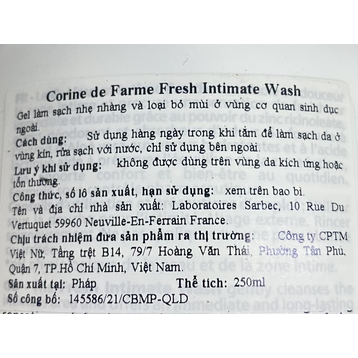 Corine de Farme Fresh Intimate Wash
Gel làm sạch nhẹ nhàng và loại bỏ mùi ở vùng cơ quan sinh dục
ngoài.
Cách dùng: Sử dụng hàng ngày trong khi tắm để làm sạch da ở
vùng kín, rửa sạch với nước, chỉ sử dụng bên ngoài.
Lưu ý khi sử dụng: không được dùng trên vùng da kích ứng hoặc
tổn thương.
Công thức, số lô sản xuất, hạn sử dụng: xem trên bao bì.
Tên và địa chỉ nhà sản xuất: Laboratoires Sarbec, 10 Rue Du
Vertuquet 59960 Neuville-En-Ferrain France.
Chịu trách nhiệm đưa sản phẩm ra thị trường: Công ty CPTM
Việt Nữ, Tầng trệt B14, 79/7 Hoàng Văn Thái, Phường Tân Phú,
Quận 7, TP.Hồ Chí Minh, Việt Nam.
Sản xuất tại: Pháp Thể tích: 250ml
Số công bố: 145586/21/CBMP-QLD